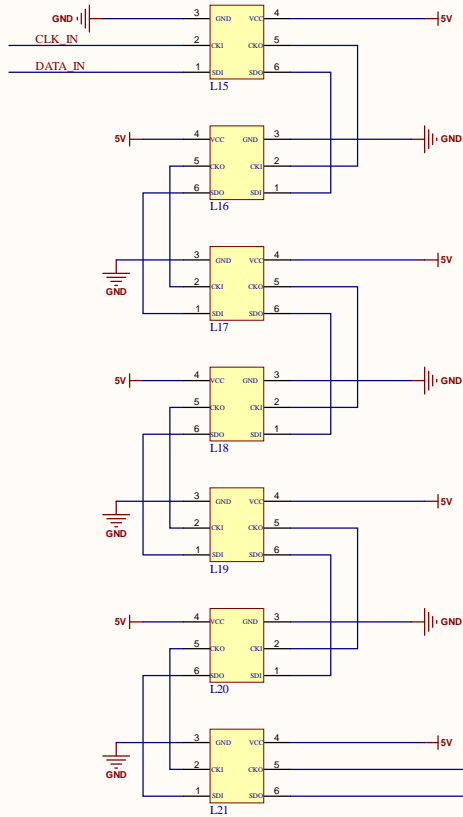 GND 3 GND VCC 4 5V
CLK_IN 2 CKI CKO 5
DATA_IN 1 SDI SDO 6
L15
5V 4 VCC GND 3 GND
5 CKO CKI 2
6 SDO SDI 1
L16
3 GND VCC 4 5V
GND 2 CKI CKO 5
1 SDI SDO 6
L17
5V 4 VCC GND 3 GND
5 CKO CKI 2
6 SDO SDI 1
L18
3 GND VCC 4 5V
GND 2 CKI CKO 5
1 SDI SDO 6
L19
5V 4 VCC GND 3 GND
5 CKO CKI 2
6 SDO SDI 1
L20
3 GND VCC 4 5V
GND 2 CKI CKO 5
1 SDI SDO 6
L21